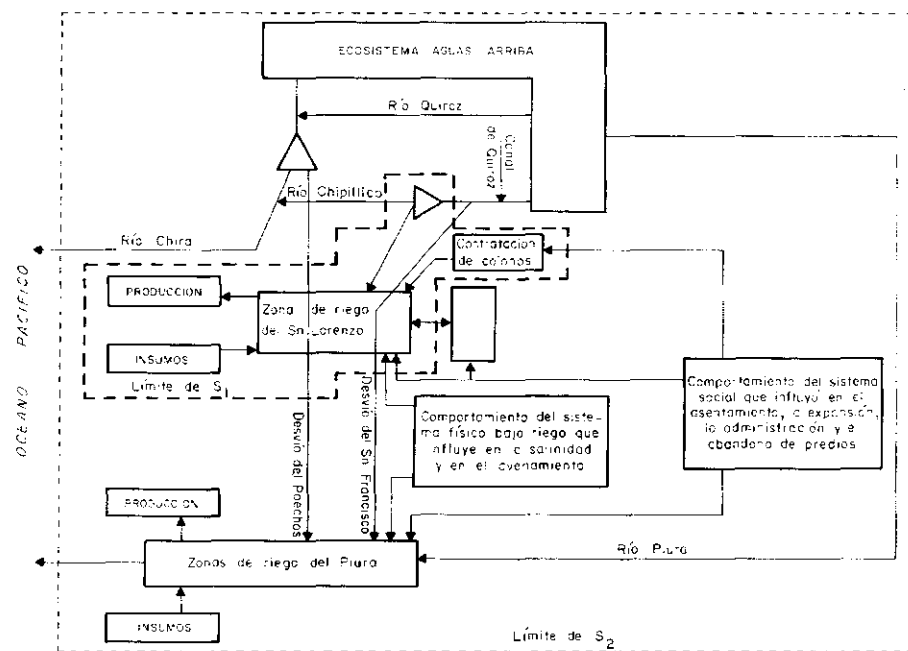 ECOSISTEMA AGUAS ARRIBA
Río Quiroz
Canal
de Quiroz
Río Chipillico
Río Chira
OCEANO PACIFICO
Contratación
de colonos
PRODUCCION
Zona de riego
de Sn. Lorenzo
INSUMOS
Límite de S1
Desvío del Poechos
Desvío del Sn Francisco
Comportamiento del siste-
ma físico bajo riego que
influye en la salinidad
y en el avenamiento
Comportamiento del sistema
social que influyó en el
asentamiento, la expansión,
la administración y el
abandono de predios
PRODUCCION
Zonas de riego del Piura
Río Piura
INSUMOS
Límite de S2